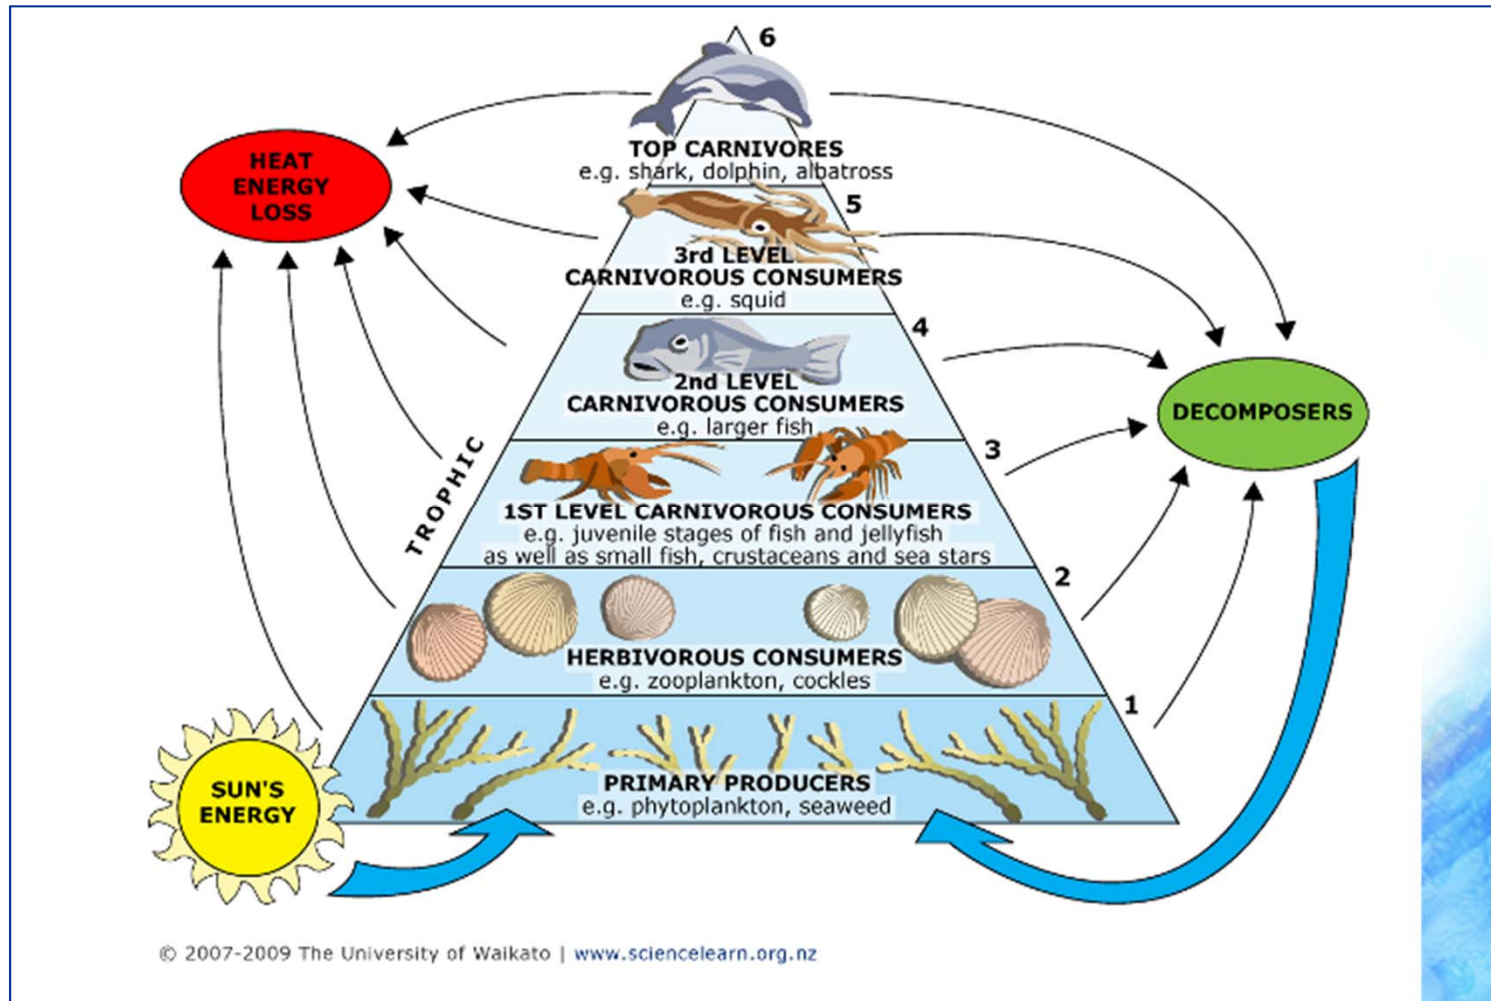 6
TOP CARNIVORES
e.g. shark, dolphin, albatross
HEAT
ENERGY
LOSS
5
3rd LEVEL
CARNIVOROUS CONSUMERS
e.g. squid
4
2nd LEVEL
CARNIVOROUS CONSUMERS
e.g. larger fish
DECOMPOSERS
3
TROPHIC
1ST LEVEL CARNIVOROUS CONSUMERS
e.g. juvenile stages of fish and jellyfish
as well as small fish, crustaceans and sea stars
2
HERBIVOROUS CONSUMERS
e.g. zooplankton, cockles
1
PRIMARY PRODUCERS
e.g. phytoplankton, seaweed
SUN'S
ENERGY
© 2007-2009 The University of Waikato | www.sciencelearn.org.nz